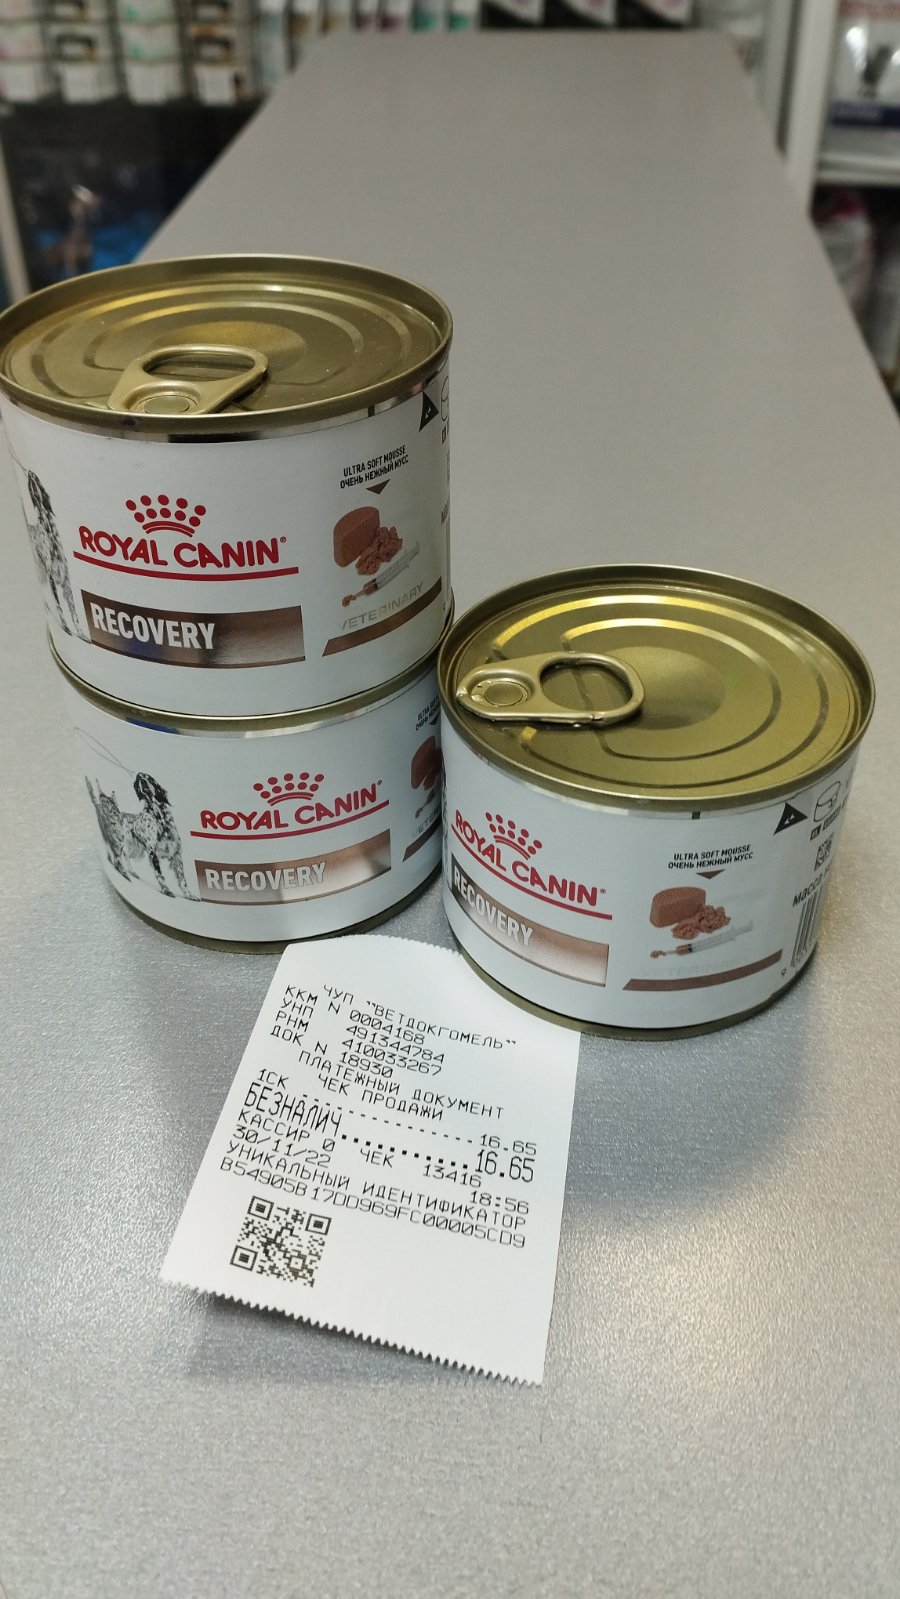 ULTRA SOFT MOUSSE
ОЧЕНЬ НЕЖНЫЙ МУСС
ROYAL CANIN®
RECOVERY
VETERINARY
ROYAL CANIN®
RECOVERY
ROYAL CANIN®
RECOVERY
ULTRA SOFT MOUSSE
ОЧЕНЬ НЕЖНЫЙ МУСС
VETERINARY
МАССА
ЧУП "ВЕТДОКГОМЕЛЬ"
ККМ N 0004168
УНП 491344784
РНМ 410033267
ДОК N 18930
ПЛАТЕЖНЫЙ ДОКУМЕНТ
ЧЕК ПРОДАЖИ
1СК ................16.65
БЕЗНАЛИЧ...........16.65
КАССИР 0 ЧЕК 13416
30/11/22 18:56
УНИКАЛЬНЫЙ ИДЕНТИФИКАТОР
B54905B17DD969FC00005CD9